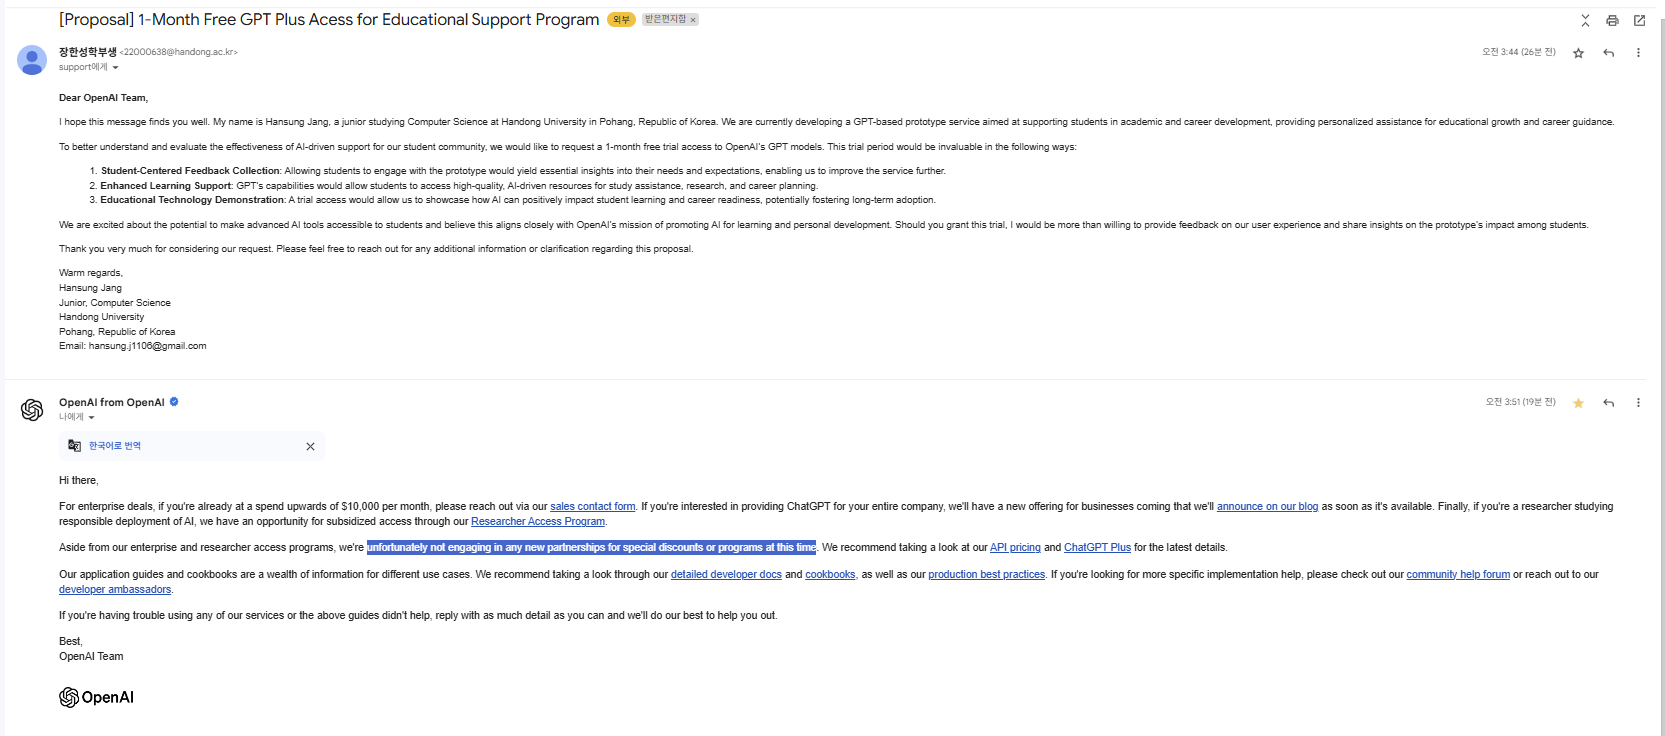 [Proposal] 1-Month Free GPT Plus Acess for Educational Support Program 외부 받은편지함 ×
장한성학부생 <22000638@handong.ac.kr> 오전 3:44 (26분 전)
support에게
Dear OpenAI Team,
I hope this message finds you well. My name is Hansung Jang, a junior studying Computer Science at Handong University in Pohang, Republic of Korea. We are currently developing a GPT-based prototype service aimed at supporting students in academic and career development, providing personalized assistance for educational growth and career guidance.
To better understand and evaluate the effectiveness of AI-driven support for our student community, we would like to request a 1-month free trial access to OpenAI's GPT models. This trial period would be invaluable in the following ways:
1. Student-Centered Feedback Collection: Allowing students to engage with the prototype would yield essential insights into their needs and expectations, enabling us to improve the service further.
2. Enhanced Learning Support: GPT's capabilities would allow students to access high-quality, AI-driven resources for study assistance, research, and career planning.
3. Educational Technology Demonstration: A trial access would allow us to showcase how AI can positively impact student learning and career readiness, potentially fostering long-term adoption.
We are excited about the potential to make advanced AI tools accessible to students and believe this aligns closely with OpenAI's mission of promoting AI for learning and personal development. Should you grant this trial, I would be more than willing to provide feedback on our user experience and share insights on the prototype's impact among students.
Thank you very much for considering our request. Please feel free to reach out for any additional information or clarification regarding this proposal.
Warm regards,
Hansung Jang
Junior, Computer Science
Handong University
Pohang, Republic of Korea
Email: hansung.j1106@gmail.com
OpenAI from OpenAI 오전 3:51 (19분 전)
나에게
한국어로 번역
Hi there,
For enterprise deals, if you're already at a spend upwards of $10,000 per month, please reach out via our sales contact form. If you're interested in providing ChatGPT for your entire company, we'll have a new offering for businesses coming that we'll announce on our blog as soon as it's available. Finally, if you're a researcher studying
responsible deployment of AI, we have an opportunity for subsidized access through our Researcher Access Program.
Aside from our enterprise and researcher access programs, we're unfortunately not engaging in any new partnerships for special discounts or programs at this time. We recommend taking a look at our API pricing and ChatGPT Plus for the latest details.
Our application guides and cookbooks are a wealth of information for different use cases. We recommend taking a look through our detailed developer docs and cookbooks, as well as our production best practices. If you're looking for more specific implementation help, please check out our community help forum or reach out to our
developer ambassadors.
If you're having trouble using any of our services or the above guides didn't help, reply with as much detail as you can and we'll do our best to help you out.
Best,
OpenAI Team
OpenAI